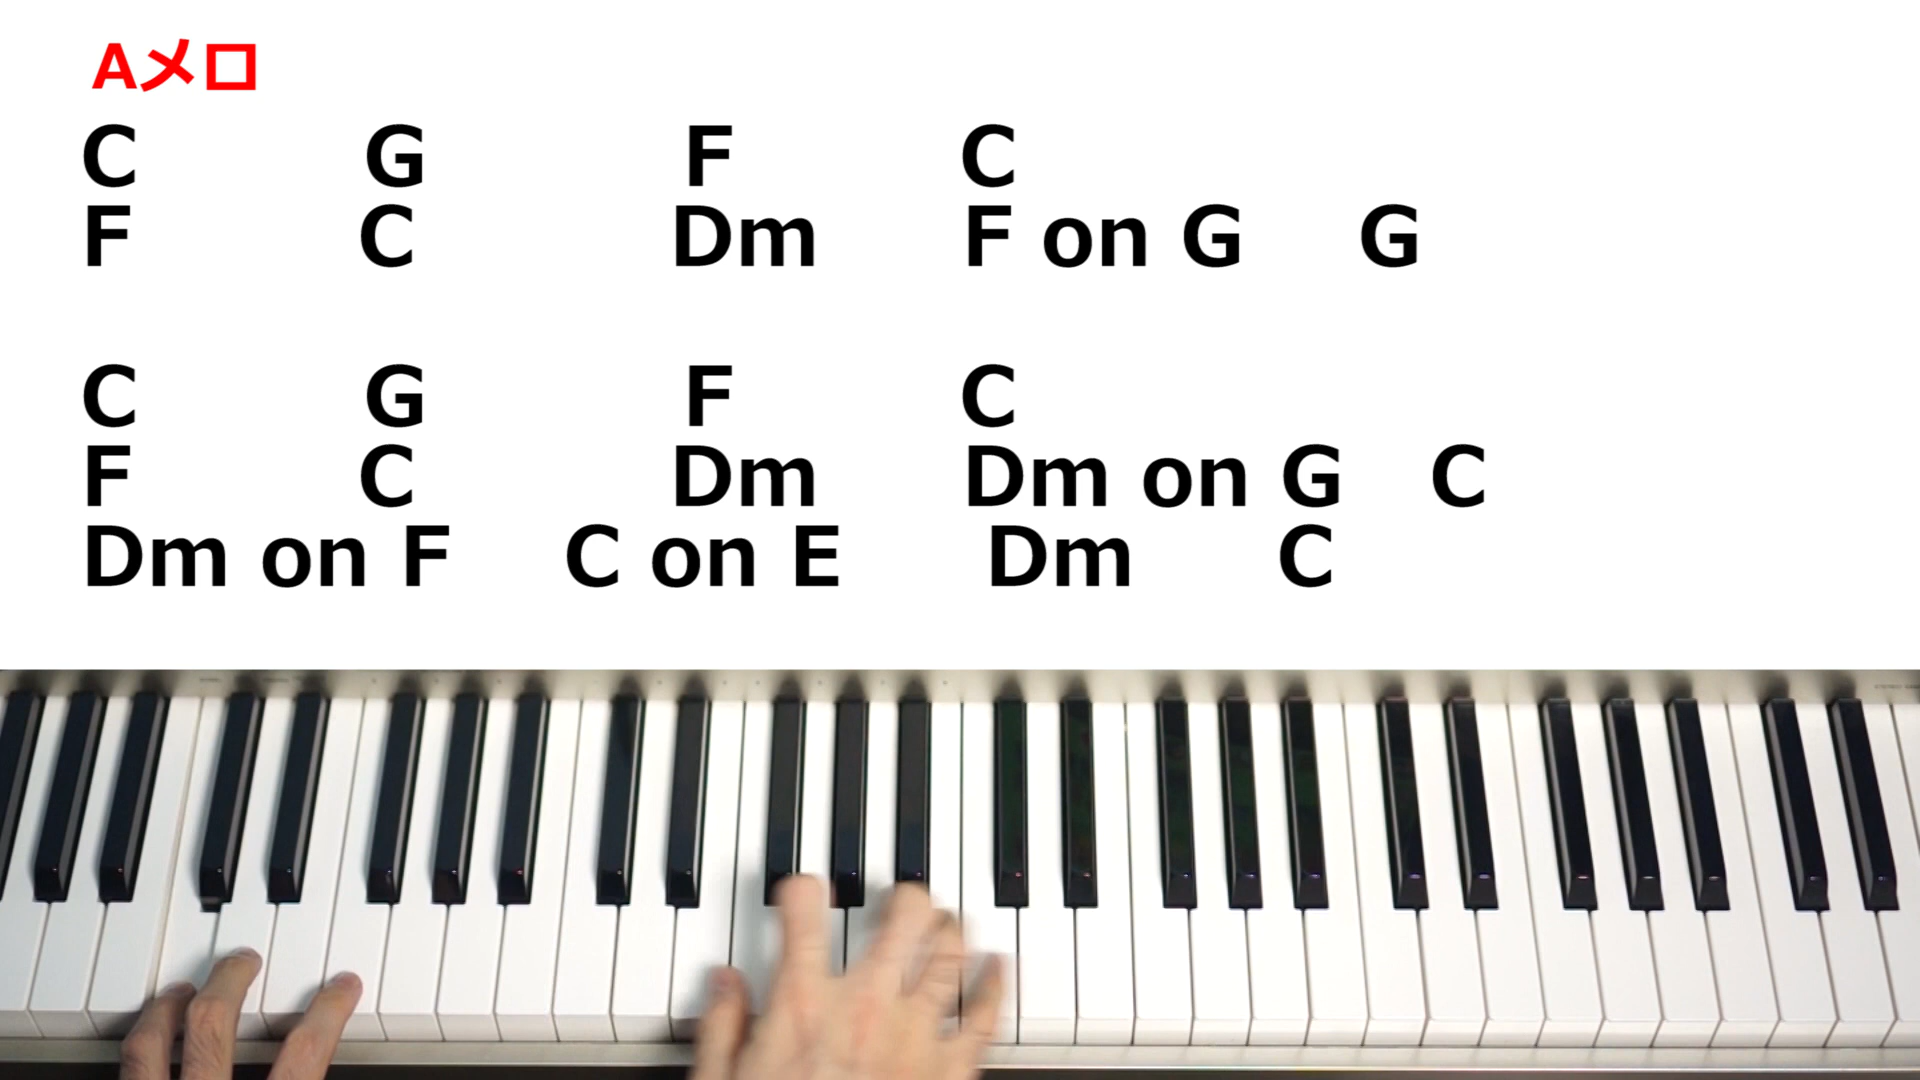 Aメロ
C G F C
F C Dm F on G G
C G F C
F C Dm Dm on G C
Dm on F C on E Dm C